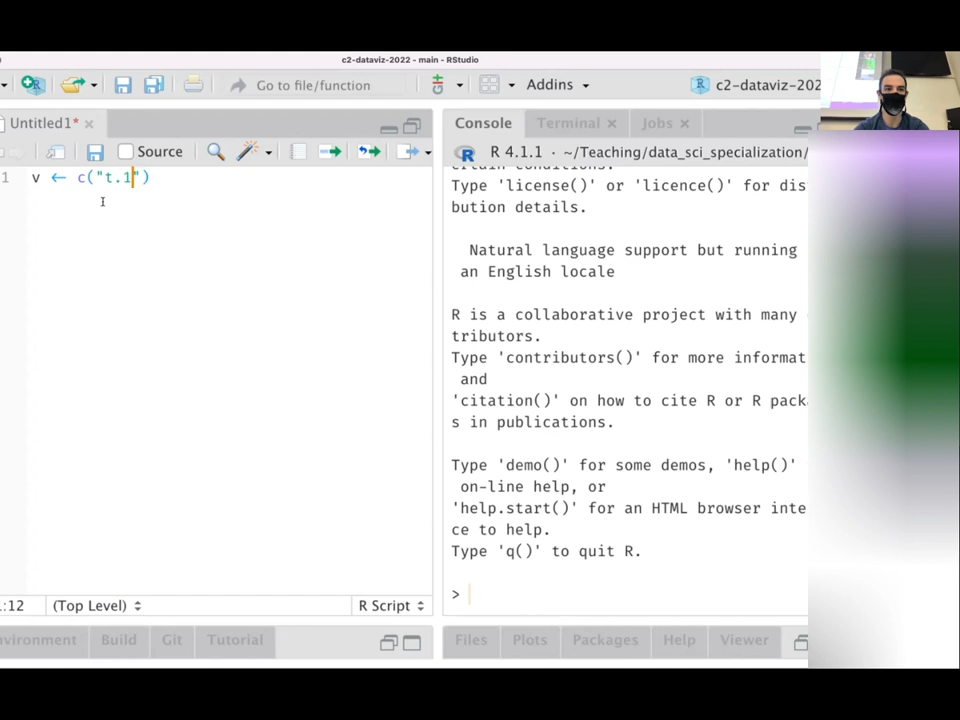 c2-dataviz-2022 - main - RStudio
Go to file/function
Addins
c2-dataviz-202
Untitled1*
Source
1 v <- c("t.1")
:12
(Top Level)
R Script
nvironment
Build
Git
Tutorial
Console
Terminal
Jobs
R 4.1.1 · ~/Teaching/data_sci_specialization/
ertain conditions.
Type 'license()' or 'licence()' for dis
bution details.
Natural language support but running
an English locale
R is a collaborative project with many
tributors.
Type 'contributors()' for more informat
and
'citation()' on how to cite R or R pack
s in publications.
Type 'demo()' for some demos, 'help()'
on-line help, or
'help.start()' for an HTML browser inte
ce to help.
Type 'q()' to quit R.
>
Files
Plots
Packages
Help
Viewer